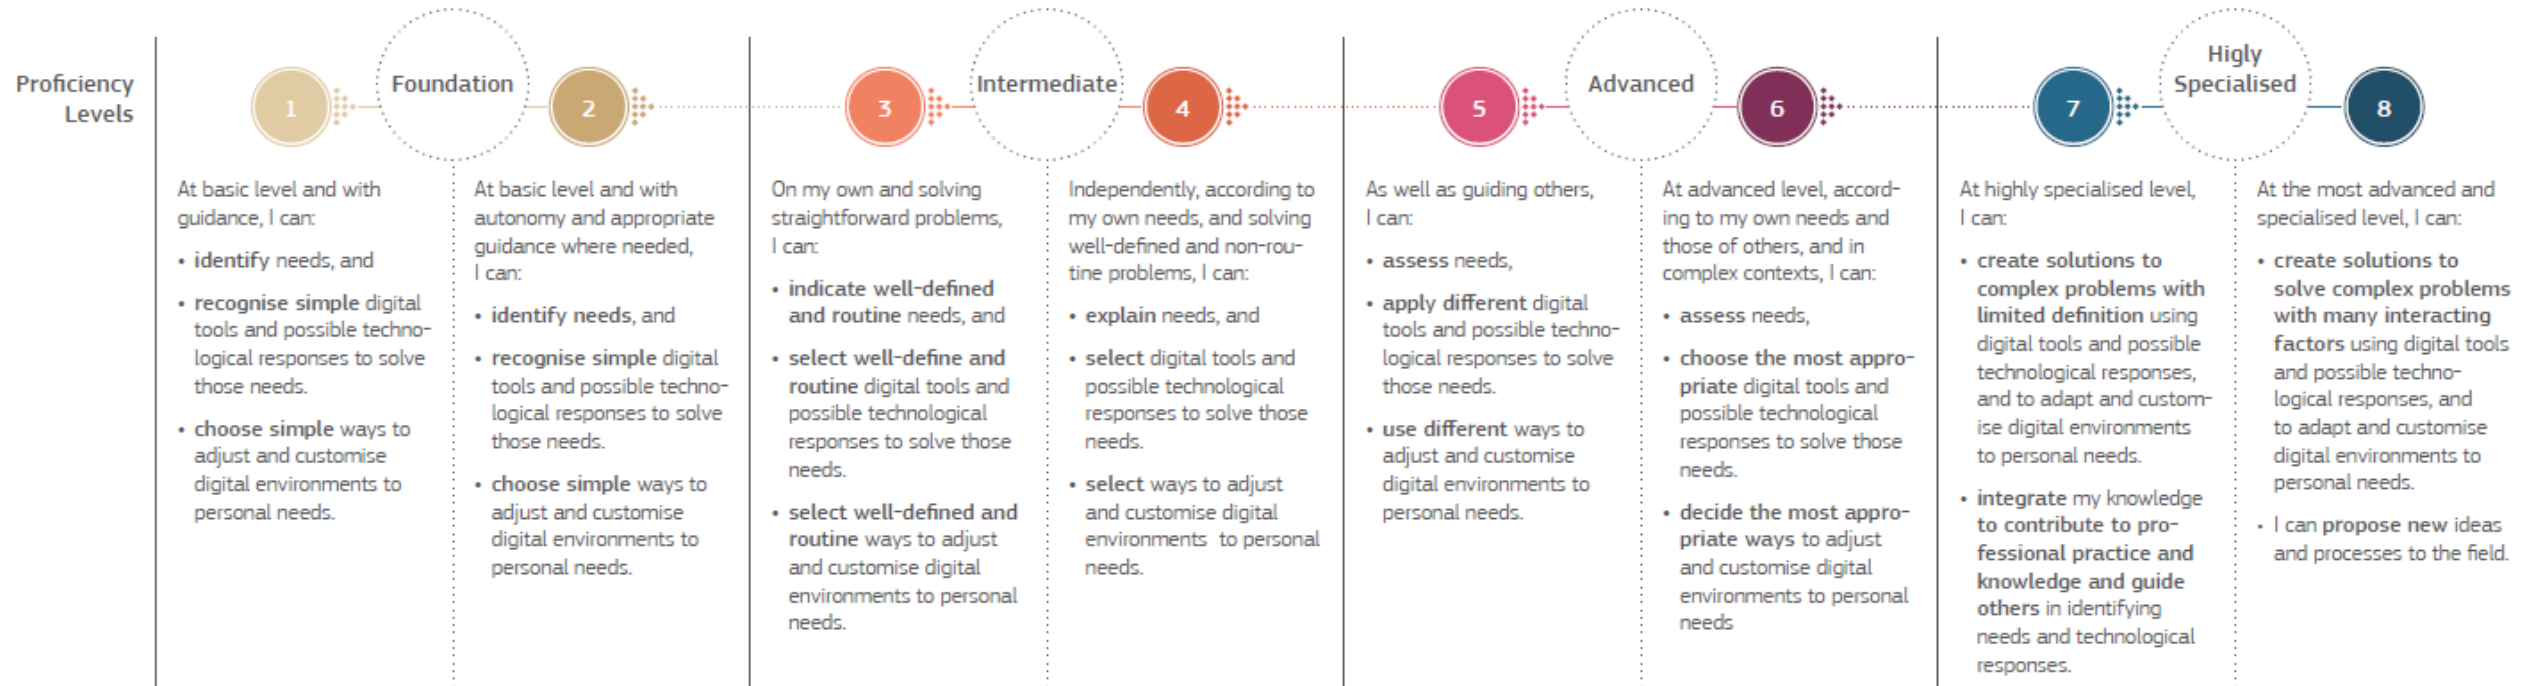 Proficiency
Levels
1
Foundation
2
3
Intermediate
4
5
Advanced
6
7
Higly
Specialised
8
At basic level and with
guidance, I can:
• identify needs, and
• recognise simple digital
tools and possible techno-
logical responses to solve
those needs.
• choose simple ways to
adjust and customise
digital environments to
personal needs.
At basic level and with
autonomy and appropriate
guidance where needed,
I can:
• identify needs, and
• recognise simple digital
tools and possible techno-
logical responses to solve
those needs.
• choose simple ways to
adjust and customise
digital environments to
personal needs.
On my own and solving
straightforward problems,
I can:
• indicate well-defined
and routine needs, and
• select well-define and
routine digital tools and
possible technological
responses to solve those
needs.
• select well-defined and
routine ways to adjust
and customise digital
environments to personal
needs.
Independently, according to
my own needs, and solving
well-defined and non-rou-
tine problems, I can:
• explain needs, and
• select digital tools and
possible technological
responses to solve those
needs.
• select ways to adjust
and customise digital
environments to personal
needs.
As well as guiding others,
I can:
• assess needs,
• apply different digital
tools and possible techno-
logical responses to solve
those needs.
• use different ways to
adjust and customise
digital environments to
personal needs.
At advanced level, accord-
ing to my own needs and
those of others, and in
complex contexts, I can:
• assess needs,
• choose the most appro-
priate digital tools and
possible technological
responses to solve those
needs.
• decide the most appro-
priate ways to adjust
and customise digital
environments to personal
needs
At highly specialised level,
I can:
• create solutions to
complex problems with
limited definition using
digital tools and possible
technological responses,
and to adapt and custom-
ise digital environments
to personal needs.
• integrate my knowledge
to contribute to pro-
fessional practice and
knowledge and guide
others in identifying
needs and technological
responses.
At the most advanced and
specialised level, I can:
• create solutions to
solve complex problems
with many interacting
factors using digital tools
and possible techno-
logical responses, and
to adapt and customise
digital environments to
personal needs.
• I can propose new ideas
and processes to the field.